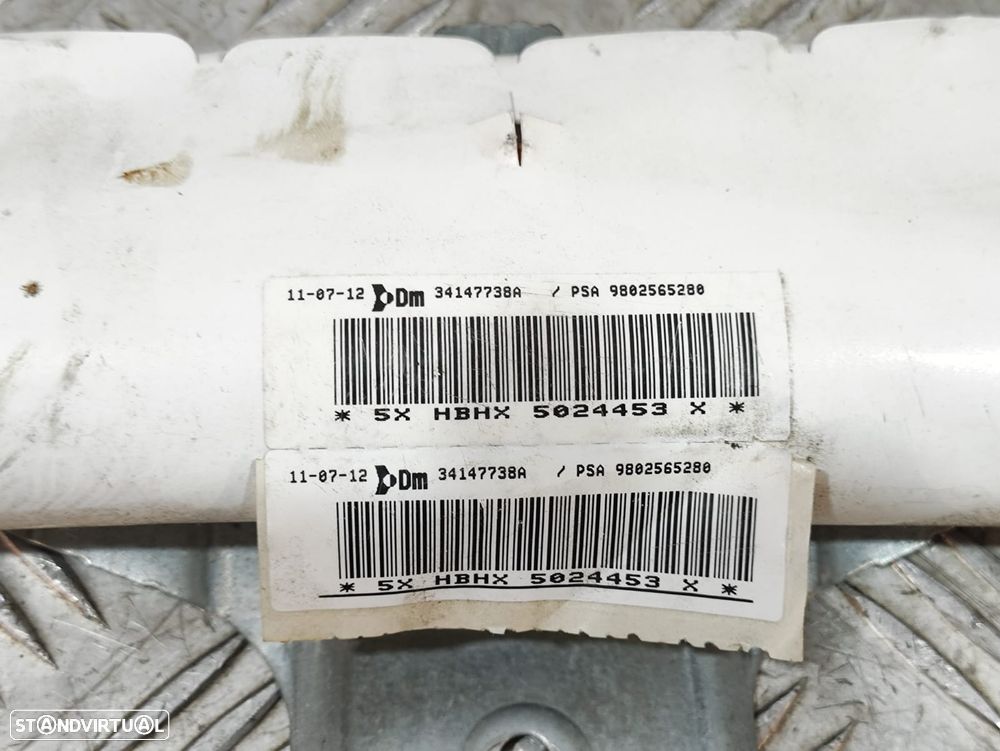 11-07-12 Dm 34147738A / PSA 9802565280
* 5X HBHX 5024453 X *
11-07-12 Dm 34147738A / PSA 9802565280
* 5X HBHX 5024453 X *
STANDVIRTUAL